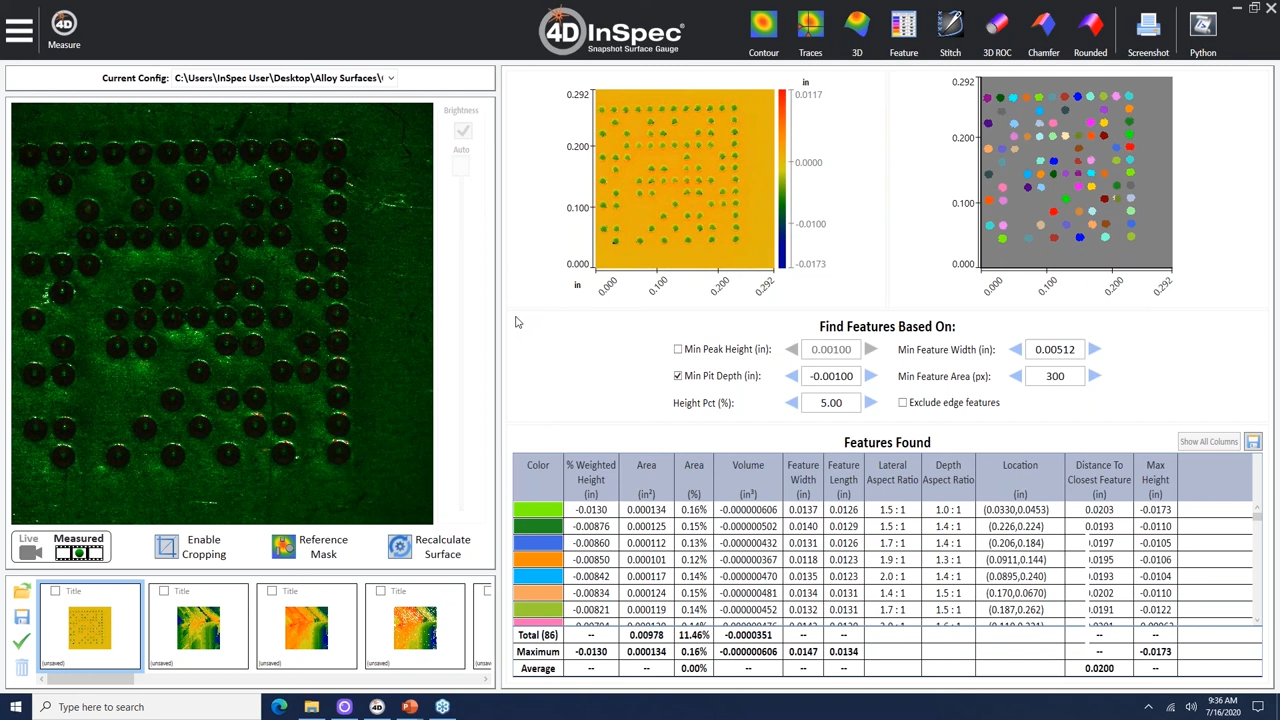 Measure
4D InSpec
Snapshot Surface Gauge
Contour
Traces
3D
Feature
Stitch
3D ROC
Chamfer
Rounded
Screenshot
Python
Current Config: C:\Users\InSpec User\Desktop\Alloy Surfaces\
Brightness
Auto
in
0.292
0.200
0.100
0.000
in
0.000
0.100
0.200
0.292
0.0117
0.0000
-0.0100
-0.0173
0.292
0.200
0.100
0.000
0.000
0.100
0.200
0.292
Find Features Based On:
Min Peak Height (in): 0.00100 Min Feature Width (in): 0.00512
Min Pit Depth (in): -0.00100 Min Feature Area (px): 300
Height Pct (%): 5.00 Exclude edge features
Features Found
Show All Columns
Color % Weighted Height (in) Area (in²) Area (%) Volume (in³) Feature Width (in) Feature Length (in) Lateral Aspect Ratio Depth Aspect Ratio Location (in) Distance To Closest Feature (in) Max Height (in)
-0.0130 0.000134 0.16% -0.000000606 0.0137 0.0126 1.5 : 1 1.0 : 1 (0.0330,0.0453) 0.0203 -0.0173
-0.00876 0.000125 0.15% -0.000000502 0.0140 0.0129 1.5 : 1 1.4 : 1 (0.226,0.224) 0.0193 -0.0110
-0.00860 0.000112 0.13% -0.000000432 0.0131 0.0126 1.7 : 1 1.4 : 1 (0.206,0.184) 0.0197 -0.0105
-0.00850 0.000101 0.12% -0.000000367 0.0118 0.0123 1.9 : 1 1.3 : 1 (0.0911,0.144) 0.0195 -0.0106
-0.00842 0.000117 0.14% -0.000000470 0.0135 0.0123 2.0 : 1 1.4 : 1 (0.0895,0.240) 0.0193 -0.0104
-0.00834 0.000124 0.15% -0.000000481 0.0134 0.0132 1.4 : 1 1.5 : 1 (0.170,0.0670) 0.0202 -0.0110
-0.00821 0.000119 0.14% -0.000000452 0.0132 0.0131 1.7 : 1 1.5 : 1 (0.187,0.262) 0.0191 -0.0122
Total (86) -- 0.00978 11.46% -0.0000351 -- -- -- --
Maximum -0.0130 0.000134 0.16% -0.000000606 0.0147 0.0134 -- -0.0173
Average -- -- 0.00% -- -- -- 0.0200 --
Live
Measured
Enable Cropping
Reference Mask
Recalculate Surface
Title
(unsaved)
Title
(unsaved)
Title
(unsaved)
Title
(unsaved)
Type here to search
9:36 AM
7/16/2020